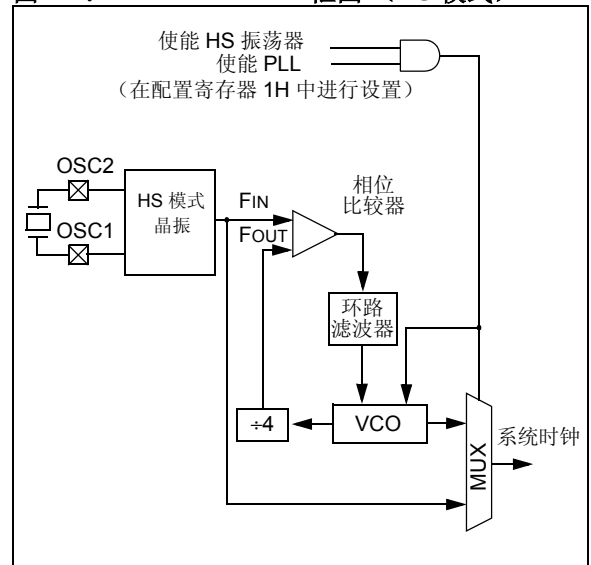 使能 HS 振荡器
使能 PLL
（在配置寄存器 1H 中进行设置）
OSC2
OSC1
HS 模式
晶振
FIN
FOUT
相位
比较器
环路
滤波器
÷4
VCO
MUX
系统时钟